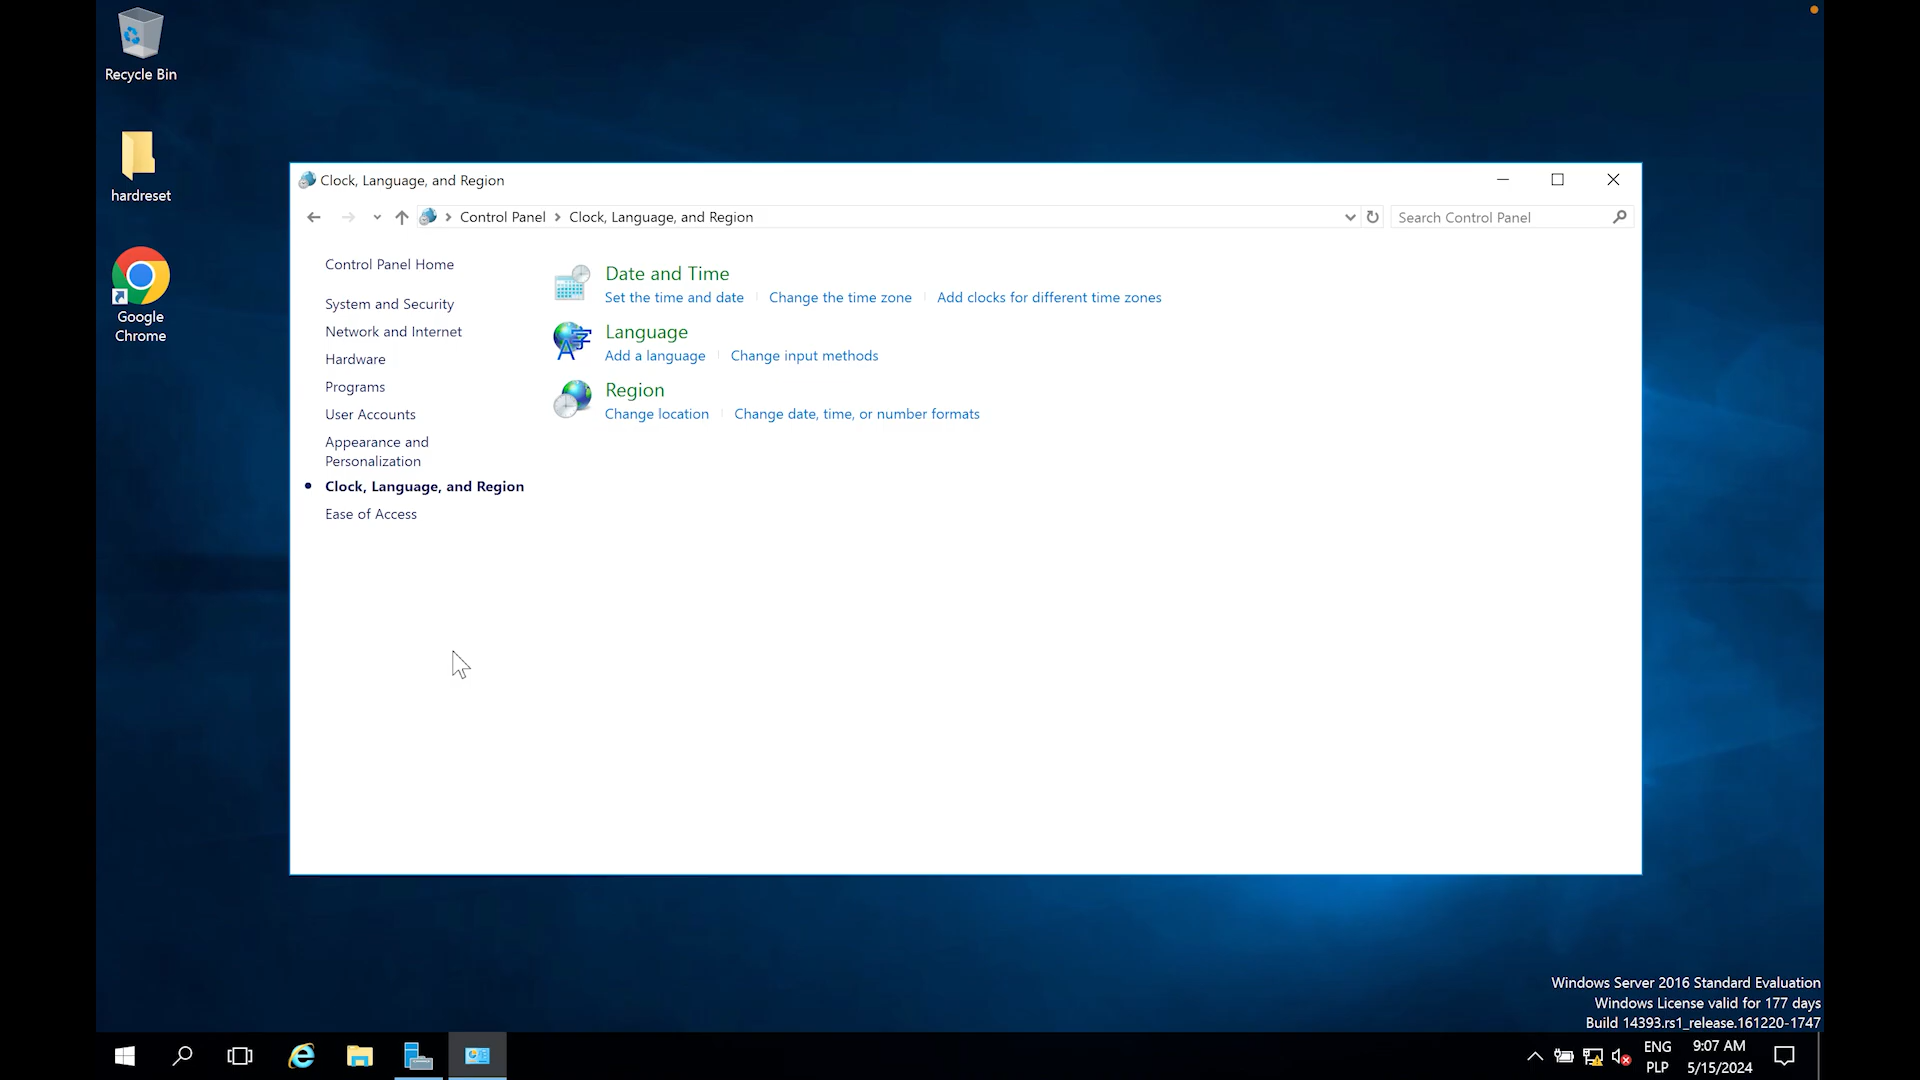 Recycle Bin
hardreset
Google
Chrome
Clock, Language, and Region
Control Panel
Clock, Language, and Region
Search Control Panel
Control Panel Home
System and Security
Network and Internet
Hardware
Programs
User Accounts
Appearance and
Personalization
Clock, Language, and Region
Ease of Access
Date and Time
Set the time and date
Change the time zone
Add clocks for different time zones
Language
Add a language
Change input methods
Region
Change location
Change date, time, or number formats
Windows Server 2016 Standard Evaluation
Windows License valid for 177 days
Build 14393.rs1_release.161220-1747
ENG
PLP
9:07 AM
5/15/2024